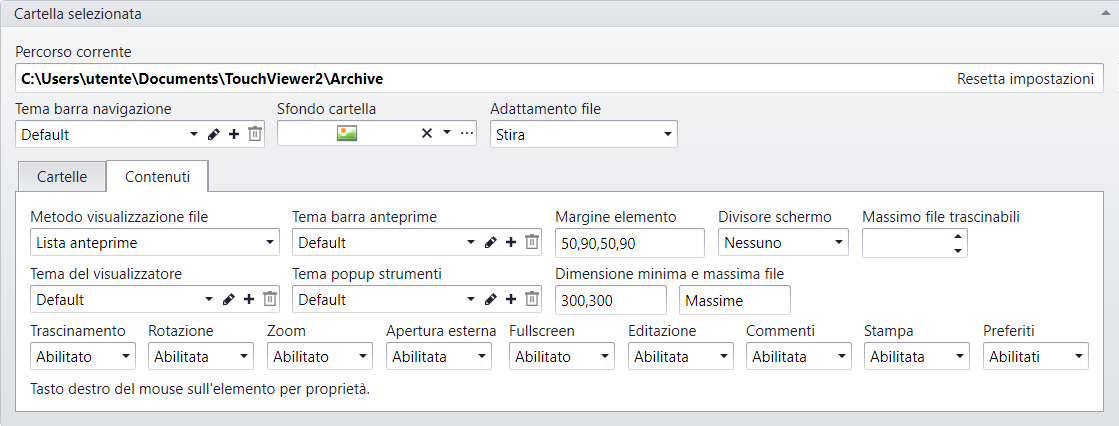 Cartella selezionata
Percorso corrente
C:\Users\utente\Documents\TouchViewer2\Archive Resetta impostazioni
Tema barra navigazione Sfondo cartella Adattamento file
Default Stira
Cartelle Contenuti
Metodo visualizzazione file Tema barra anteprime Margine elemento Divisore schermo Massimo file trascinabili
Lista anteprime Default 50,90,50,90 Nessuno
Tema del visualizzatore Tema popup strumenti Dimensione minima e massima file
Default Default 300,300 Massime
Trascinamento Rotazione Zoom Apertura esterna Fullscreen Editazione Commenti Stampa Preferiti
Abilitato Abilitata Abilitato Abilitata Abilitato Abilitata Abilitata Abilitata Abilitati
Tasto destro del mouse sull'elemento per proprietà.